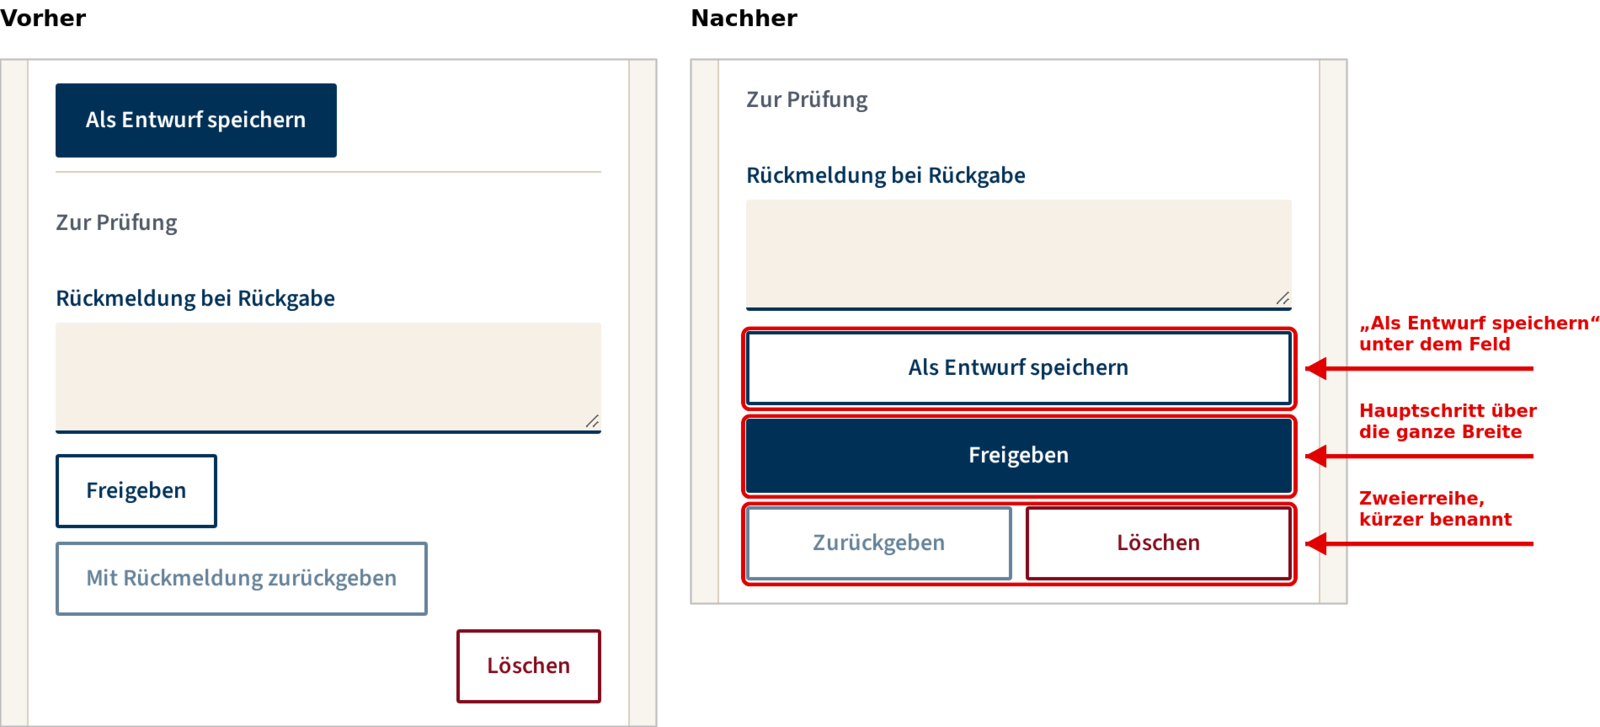 Vorher
Als Entwurf speichern
Zur Prüfung
Rückmeldung bei Rückgabe
Freigeben
Mit Rückmeldung zurückgeben
Löschen
Nachher
Zur Prüfung
Rückmeldung bei Rückgabe
Als Entwurf speichern
Freigeben
Zurückgeben
Löschen
„Als Entwurf speichern“
unter dem Feld
Hauptschritt über
die ganze Breite
Zweierreihe,
kürzer benannt